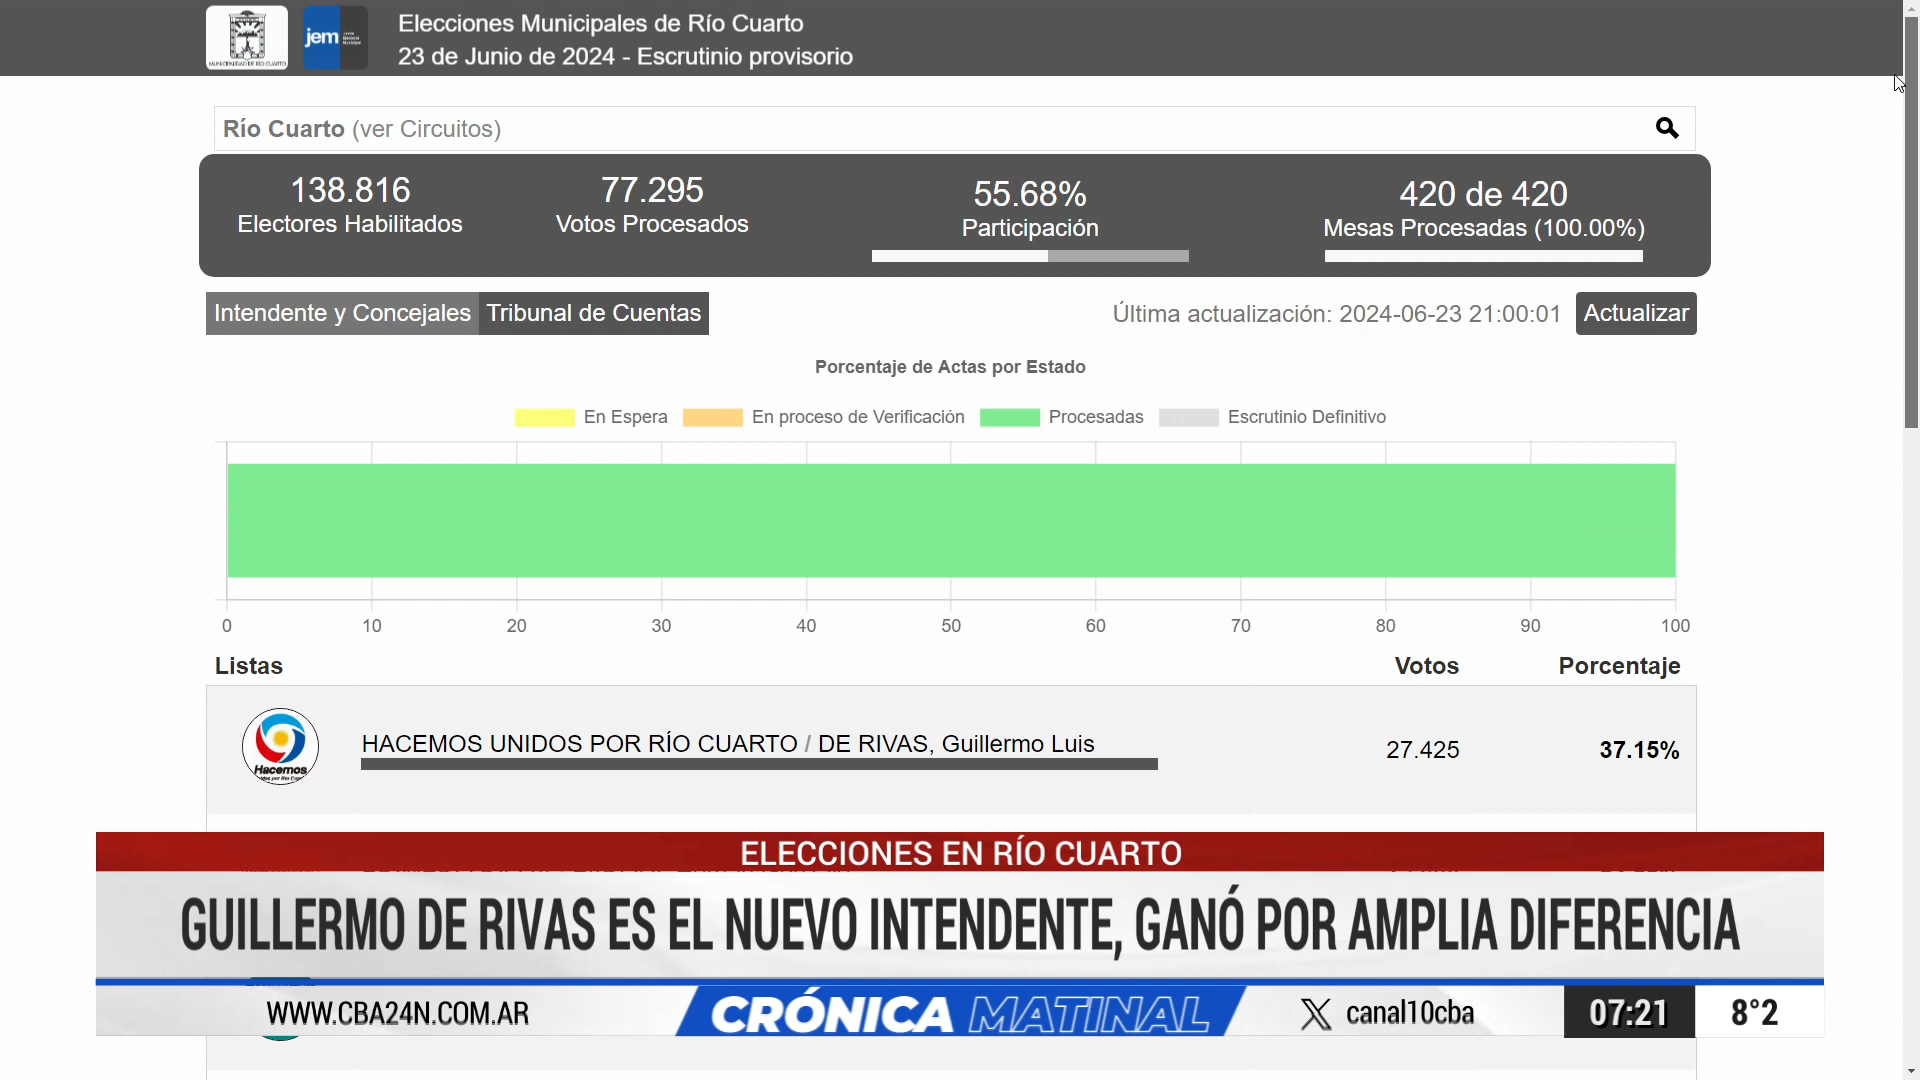 MUNICIPALIDAD DE RÍO CUARTO
jem
Elecciones Municipales de Río Cuarto
23 de Junio de 2024 - Escrutinio provisorio
Río Cuarto (ver Circuitos)
138.816
Electores Habilitados
77.295
Votos Procesados
55.68%
Participación
420 de 420
Mesas Procesadas (100.00%)
Intendente y Concejales
Tribunal de Cuentas
Última actualización: 2024-06-23 21:00:01
Actualizar
Porcentaje de Actas por Estado
En Espera
En proceso de Verificación
Procesadas
Escrutinio Definitivo
0 10 20 30 40 50 60 70 80 90 100
Listas Votos Porcentaje
Hacemos
HACEMOS UNIDOS POR RÍO CUARTO / DE RIVAS, Guillermo Luis 27.425 37.15%
ELECCIONES EN RÍO CUARTO
GUILLERMO DE RIVAS ES EL NUEVO INTENDENTE, GANÓ POR AMPLIA DIFERENCIA
WWW.CBA24N.COM.AR
CRÓNICA MATINAL
X canal10cba
07:21
8°2